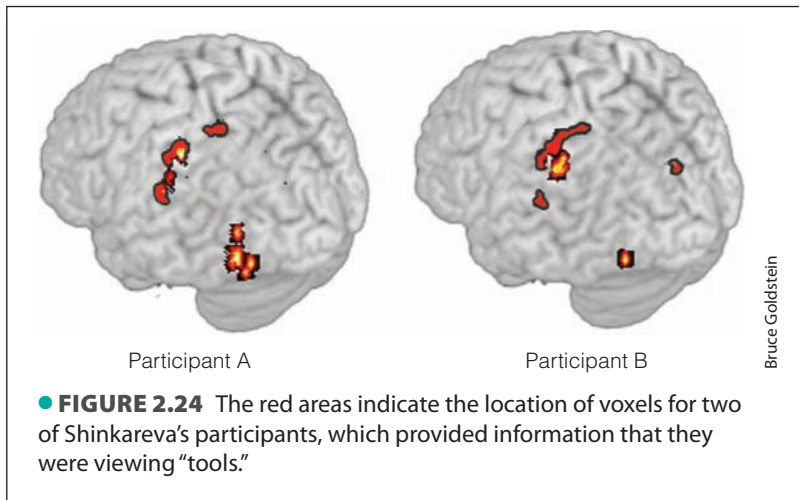 Participant A
Participant B
Bruce Goldstein
● FIGURE 2.24 The red areas indicate the location of voxels for two
of Shinkareva’s participants, which provided information that they
were viewing “tools.”